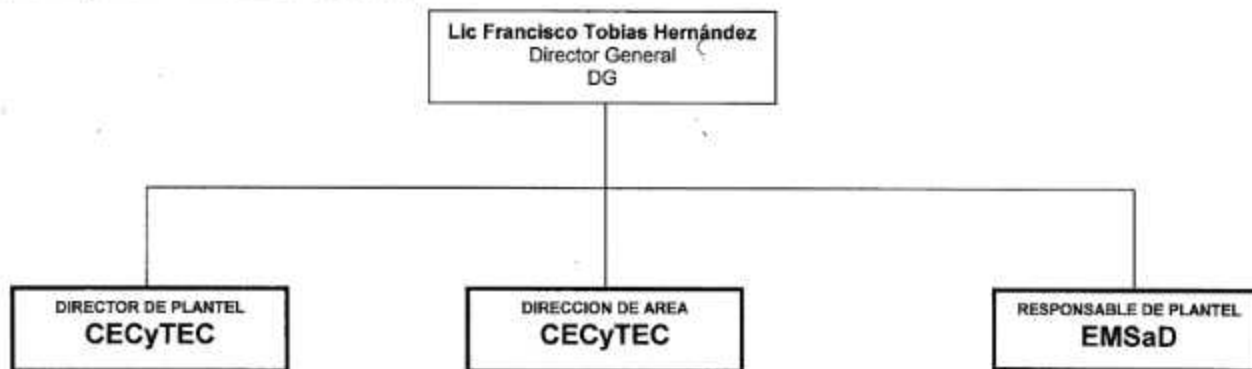 Lic Francisco Tobias Hernández
Director General
DG
DIRECTOR DE PLANTEL
CECyTEC
DIRECCION DE AREA
CECyTEC
RESPONSABLE DE PLANTEL
EMSaD